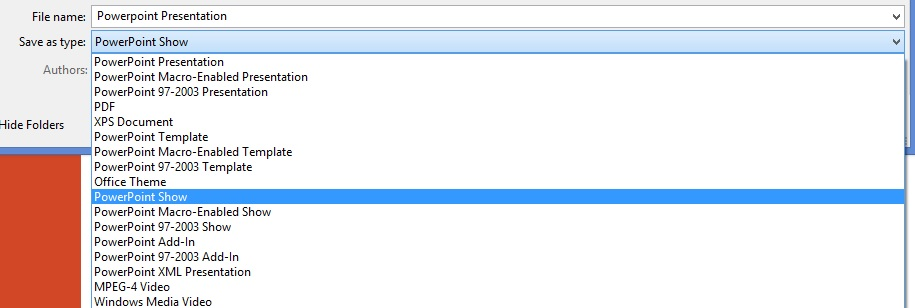 File name: Powerpoint Presentation
Save as type: PowerPoint Show
Authors:
PowerPoint Presentation
PowerPoint Macro-Enabled Presentation
PowerPoint 97-2003 Presentation
PDF
XPS Document
PowerPoint Template
PowerPoint Macro-Enabled Template
PowerPoint 97-2003 Template
Office Theme
PowerPoint Show
PowerPoint Macro-Enabled Show
PowerPoint 97-2003 Show
PowerPoint Add-In
PowerPoint 97-2003 Add-In
PowerPoint XML Presentation
MPEG-4 Video
Windows Media Video
Hide Folders